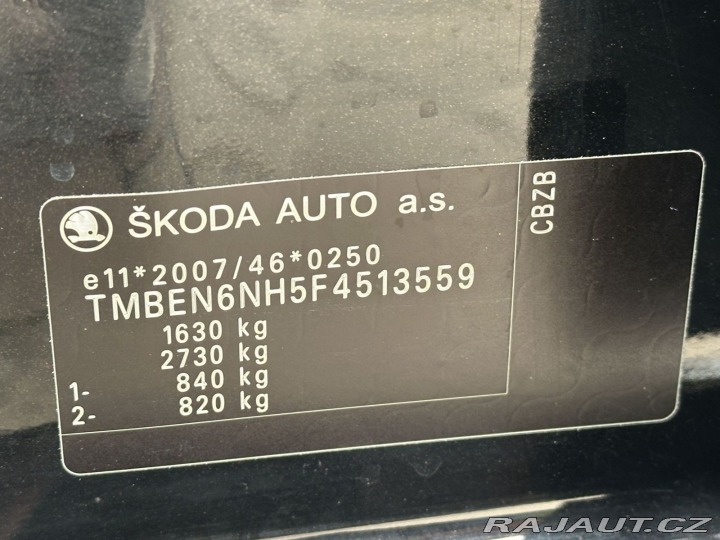 ŠKODA AUTO a.s.
e11*2007/46*0250
TMBEN6NH5F4513559
1630 kg
2730 kg
1- 840 kg
2- 820 kg
CBZB
RAJAUT.CZ